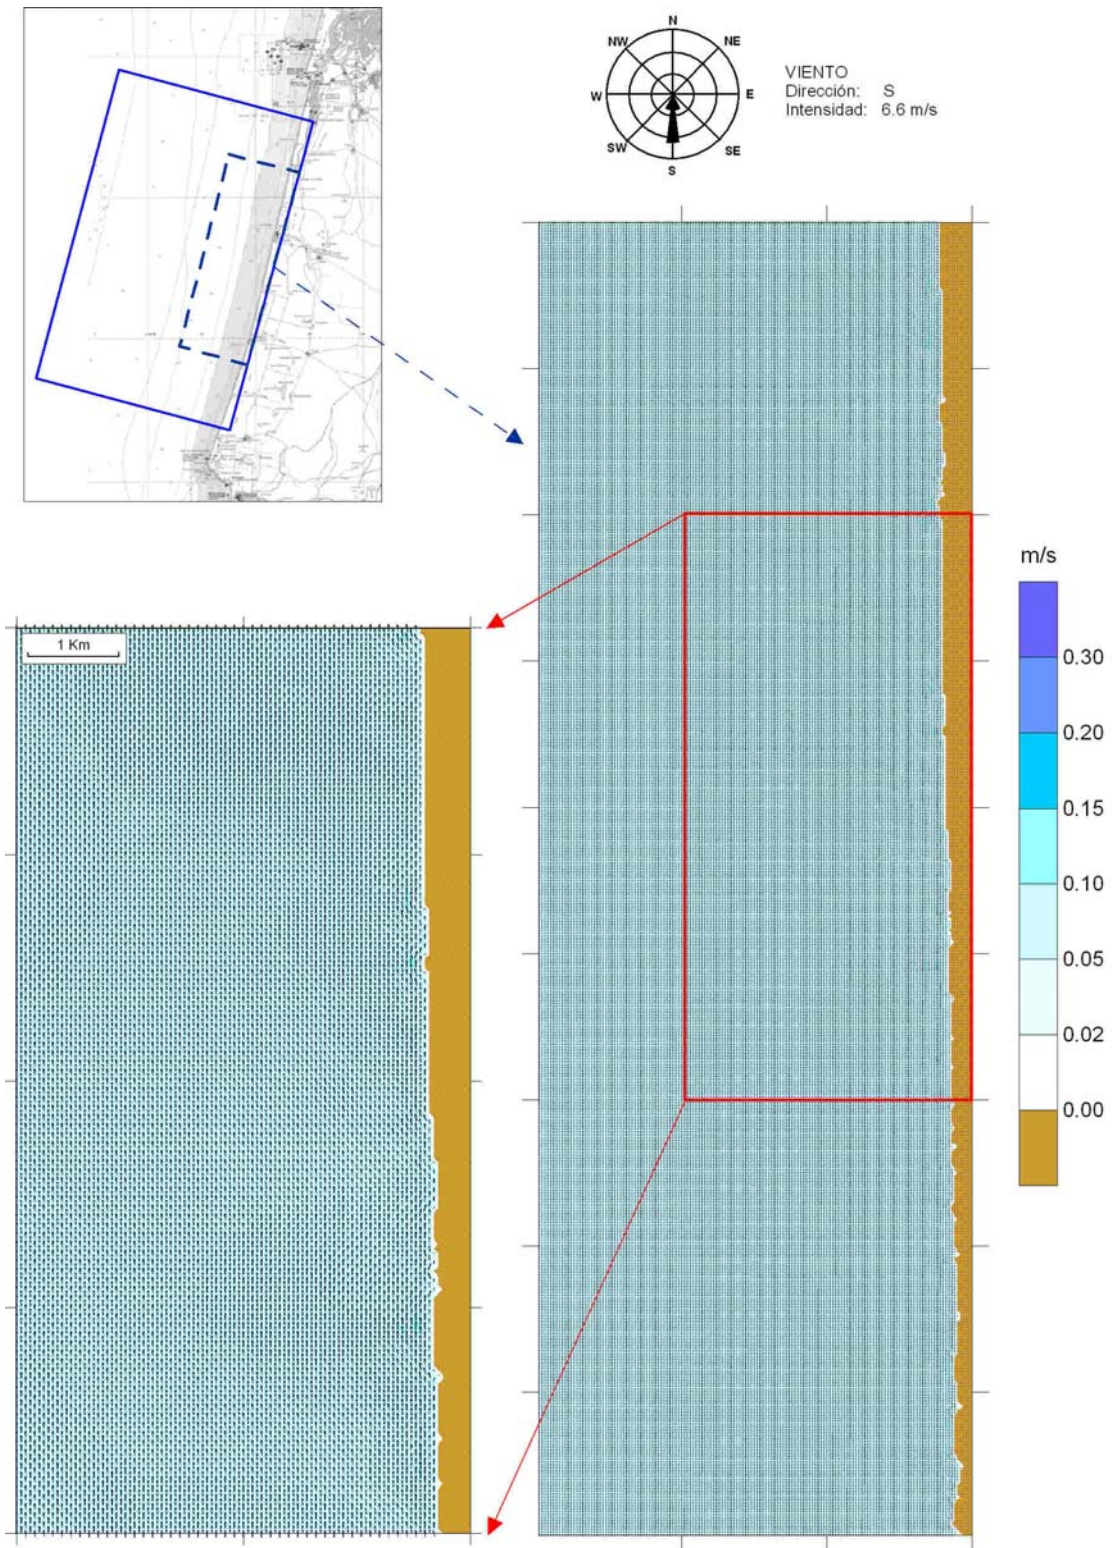 N
NW
NE
W
E
SW
SE
S
VIENTO
Dirección: S
Intensidad: 6.6 m/s
m/s
0.30
0.20
0.15
0.10
0.05
0.02
0.00
1 Km